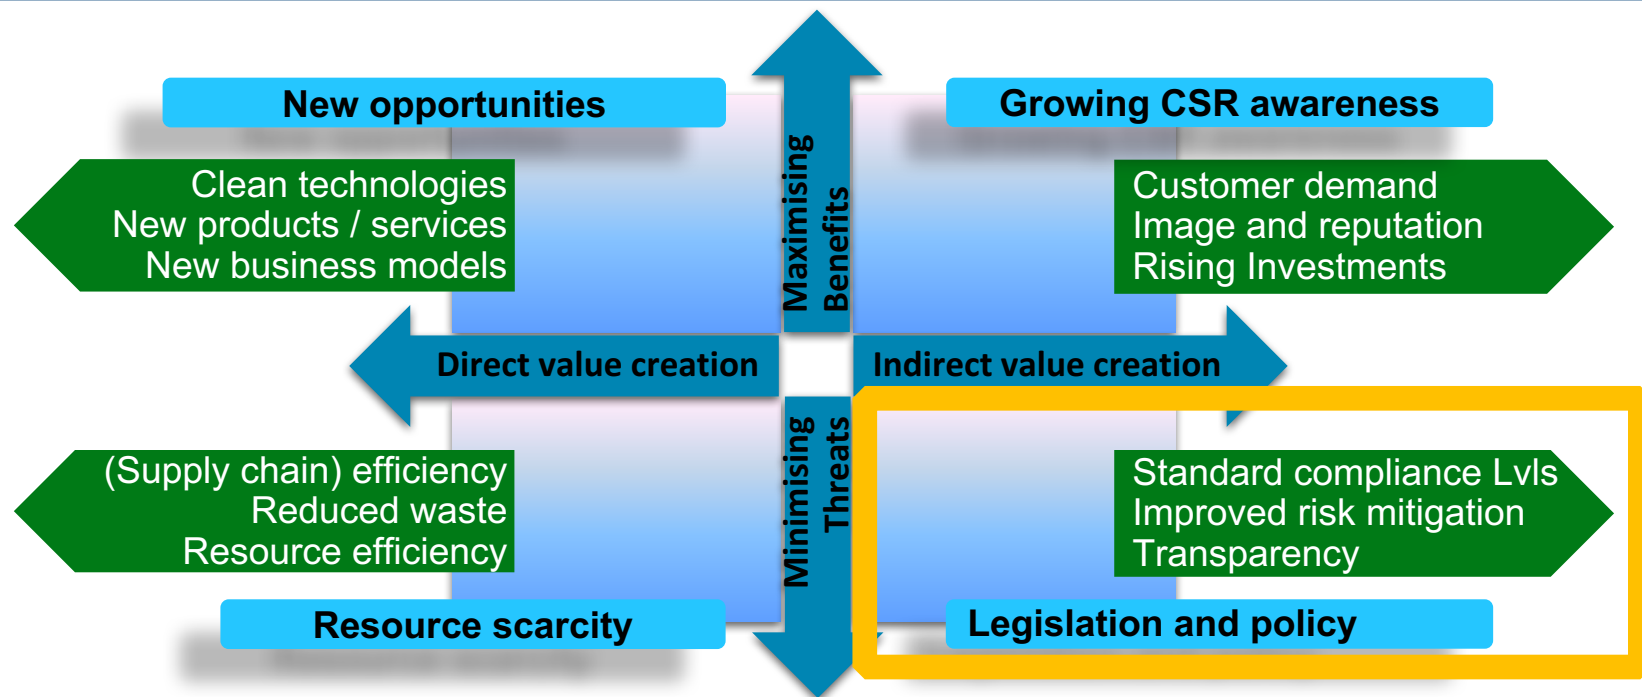 New opportunities
Growing CSR awareness
Clean technologies
New products / services
New business models
Maximising
Benefits
Customer demand
Image and reputation
Rising Investments
Direct value creation
Indirect value creation
(Supply chain) efficiency
Reduced waste
Resource efficiency
Minimising
Threats
Standard compliance Lvls
Improved risk mitigation
Transparency
Resource scarcity
Legislation and policy